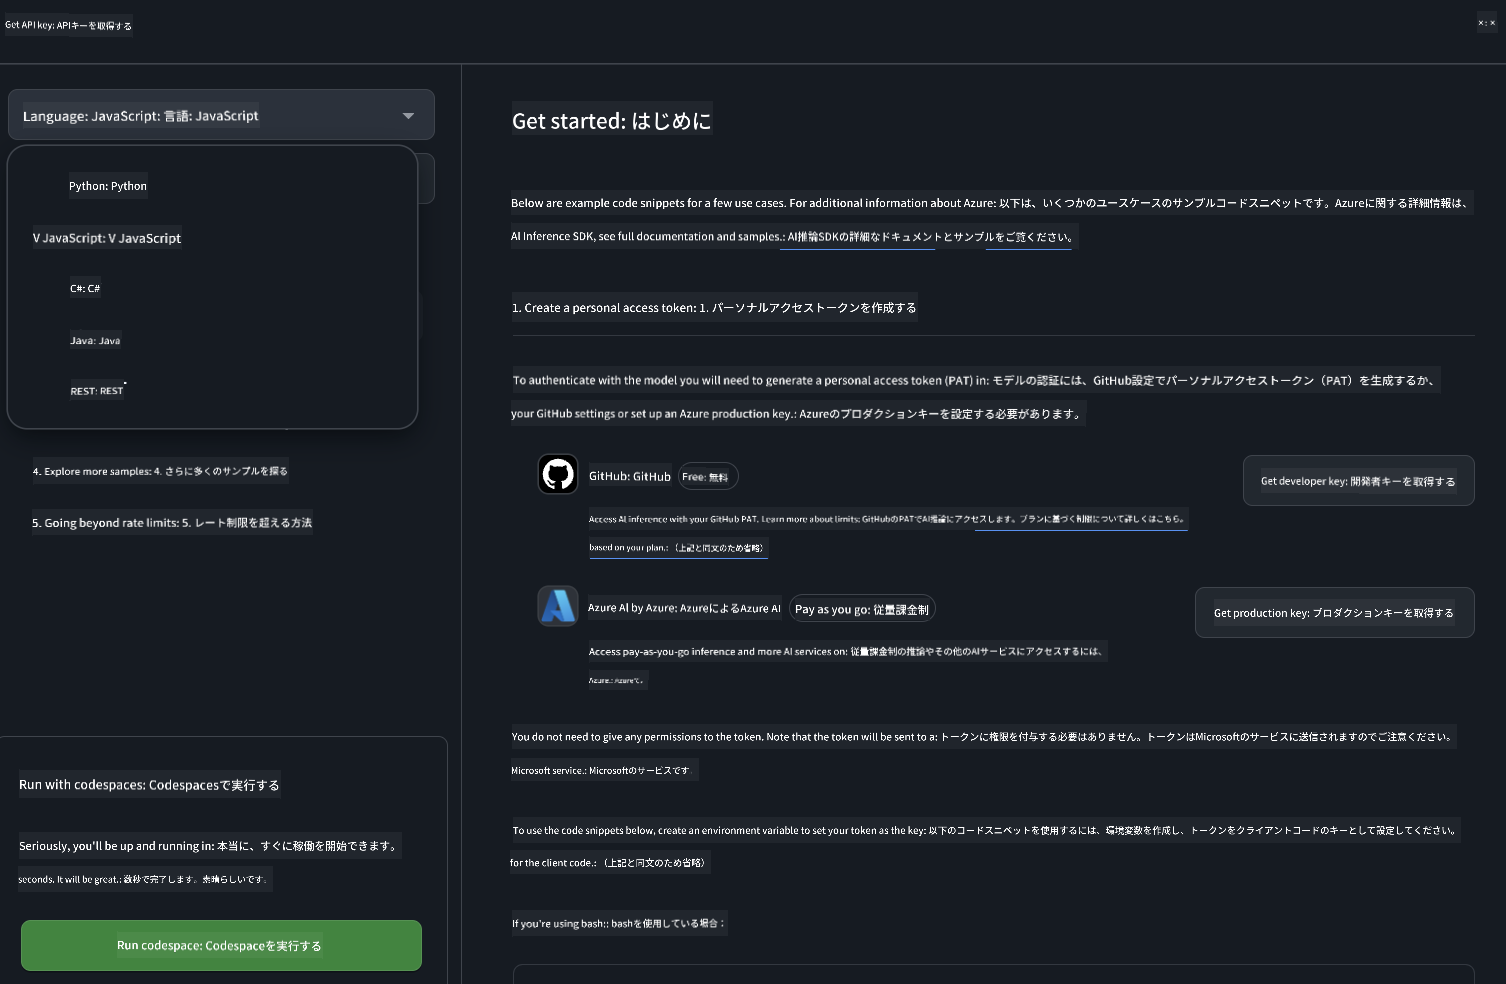 Get API key: APIキーを取得する
×: ×
Language: JavaScript: 言語: JavaScript
Python: Python
V JavaScript: V JavaScript
C#: C#
Java: Java
REST: REST
4. Explore more samples: 4. さらに多くのサンプルを探る
5. Going beyond rate limits: 5. レート制限を超える方法
Run with codespaces: Codespacesで実行する
Seriously, you'll be up and running in: 本当に、すぐに稼働を開始できます。
seconds. It will be great.: 数秒で完了します。素晴らしいです。
Run codespace: Codespaceを実行する
Get started: はじめに
Below are example code snippets for a few use cases. For additional information about Azure: 以下は、いくつかのユースケースのサンプルコードスニペットです。Azureに関する詳細情報は、
AI Inference SDK, see full documentation and samples.: AI推論SDKの詳細なドキュメントとサンプルをご覧ください。
1. Create a personal access token: 1. パーソナルアクセストークンを作成する
To authenticate with the model you will need to generate a personal access token (PAT) in: モデルの認証には、GitHub設定でパーソナルアクセストークン（PAT）を生成するか、
your GitHub settings or set up an Azure production key.: Azureのプロダクションキーを設定する必要があります。
GitHub: GitHub
Free: 無料
Get developer key: 開発者キーを取得する
Access AI inference with your GitHub PAT. Learn more about limits: GitHubのPATでAI推論にアクセスします。プランに基づく制限について詳しくはこちら。
based on your plan.: （上記と同文のため省略）
Azure AI by Azure: AzureによるAzure AI
Pay as you go: 従量課金制
Get production key: プロダクションキーを取得する
Access pay-as-you-go inference and more AI services on: 従量課金制の推論やその他のAIサービスにアクセスするには、
Azure.: Azureで。
You do not need to give any permissions to the token. Note that the token will be sent to a: トークンに権限を付与する必要はありません。トークンはMicrosoftのサービスに送信されますのでご注意ください。
Microsoft service.: Microsoftのサービスです.
To use the code snippets below, create an environment variable to set your token as the key: 以下のコードスニペットを使用するには、環境変数を作成し、トークンをクライアントコードのキーとして設定してください。
for the client code.: （上記と同文のため省略）
If you're using bash:: bashを使用している場合：